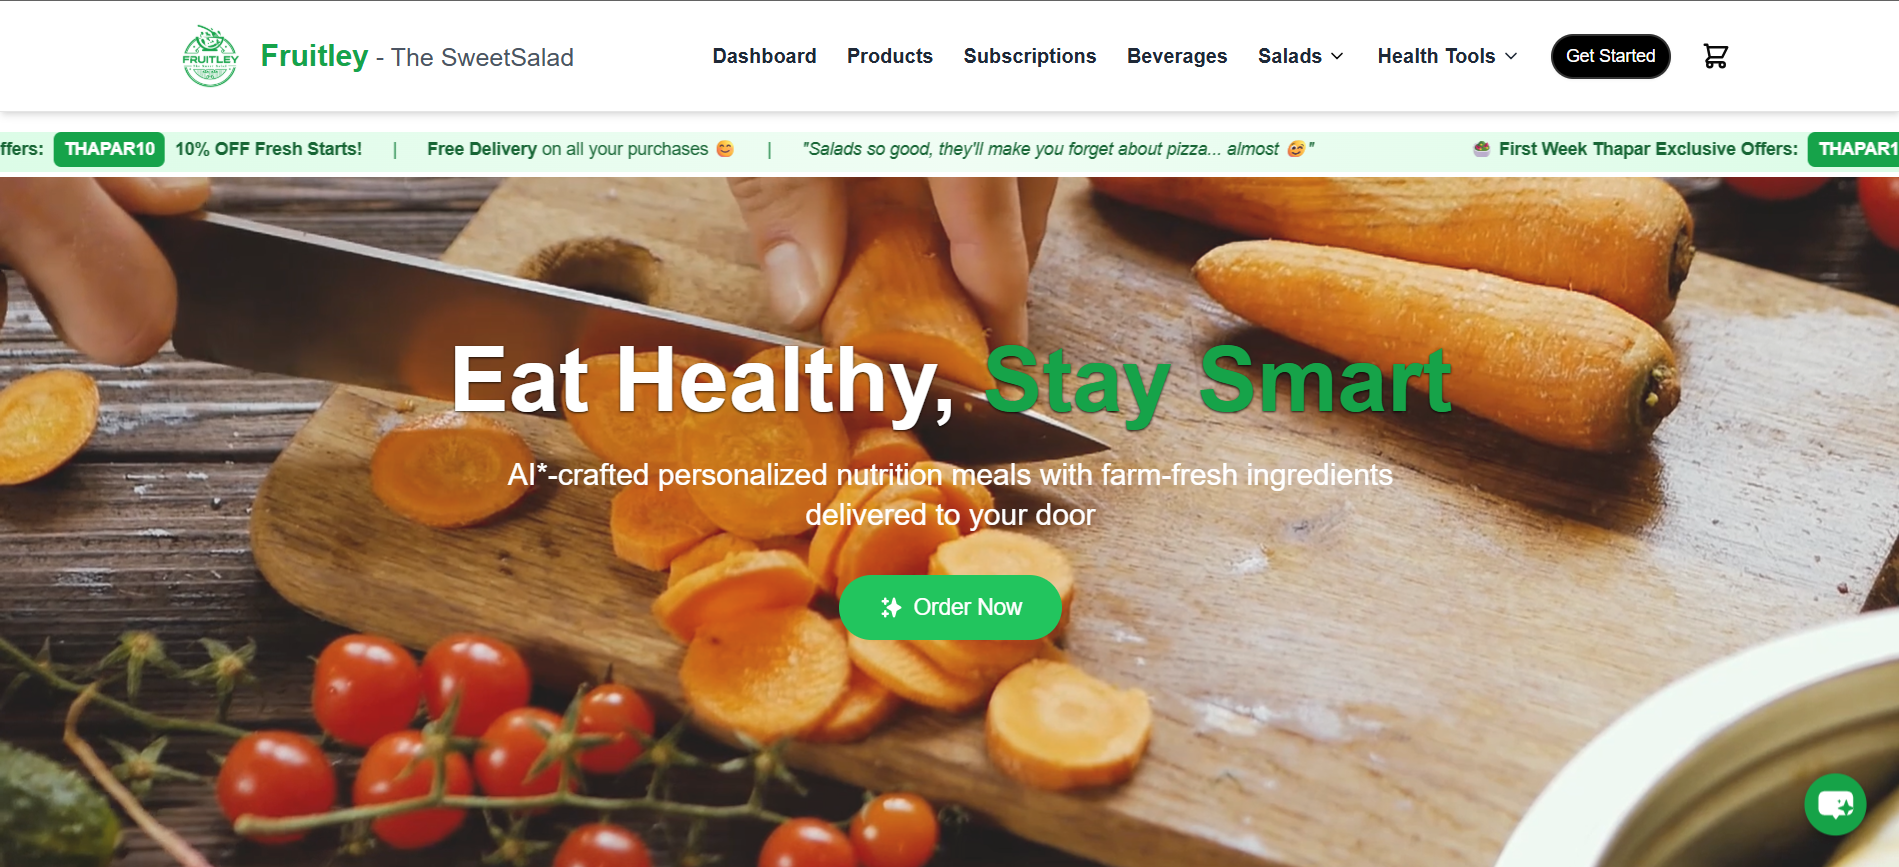 FRUITLEY
Fruitley - The SweetSalad
Dashboard Products Subscriptions Beverages Salads Health Tools Get Started
ffers: THAPAR10 10% OFF Fresh Starts! | Free Delivery on all your purchases 😊 | "Salads so good, they'll make you forget about pizza... almost 🥳" 🥗 First Week Thapar Exclusive Offers: THAPAR1
Eat Healthy, Stay Smart
AI*-crafted personalized nutrition meals with farm-fresh ingredients
delivered to your door
Order Now